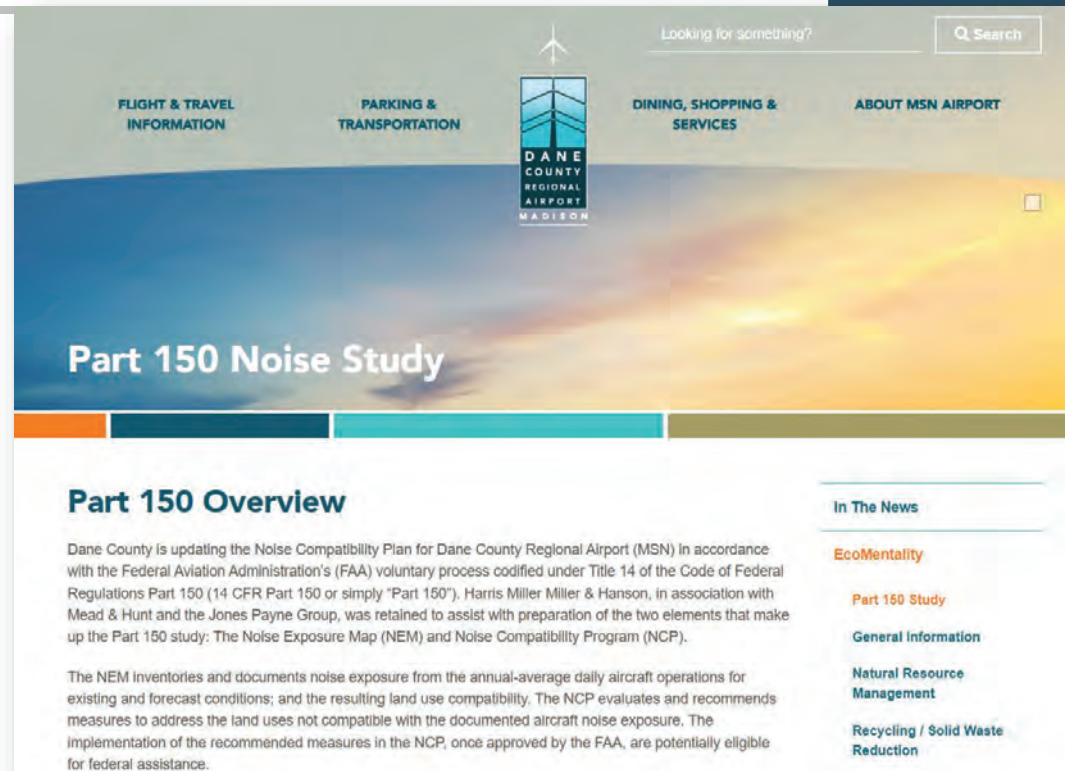 Looking for something?
Search
FLIGHT & TRAVEL
INFORMATION
PARKING &
TRANSPORTATION
DANE
COUNTY
REGIONAL
AIRPORT
MADISON
DINING, SHOPPING &
SERVICES
ABOUT MSN AIRPORT
Part 150 Noise Study
Part 150 Overview
Dane County is updating the Noise Compatibility Plan for Dane County Regional Airport (MSN) in accordance
with the Federal Aviation Administration's (FAA) voluntary process codified under Title 14 of the Code of Federal
Regulations Part 150 (14 CFR Part 150 or simply "Part 150"). Harris Miller Miller & Hanson, in association with
Mead & Hunt and the Jones Payne Group, was retained to assist with preparation of the two elements that make
up the Part 150 study: The Noise Exposure Map (NEM) and Noise Compatibility Program (NCP).
The NEM inventories and documents noise exposure from the annual-average daily aircraft operations for
existing and forecast conditions; and the resulting land use compatibility. The NCP evaluates and recommends
measures to address the land uses not compatible with the documented aircraft noise exposure. The
implementation of the recommended measures in the NCP, once approved by the FAA, are potentially eligible
for federal assistance.
In The News
EcoMentality
Part 150 Study
General Information
Natural Resource
Management
Recycling / Solid Waste
Reduction